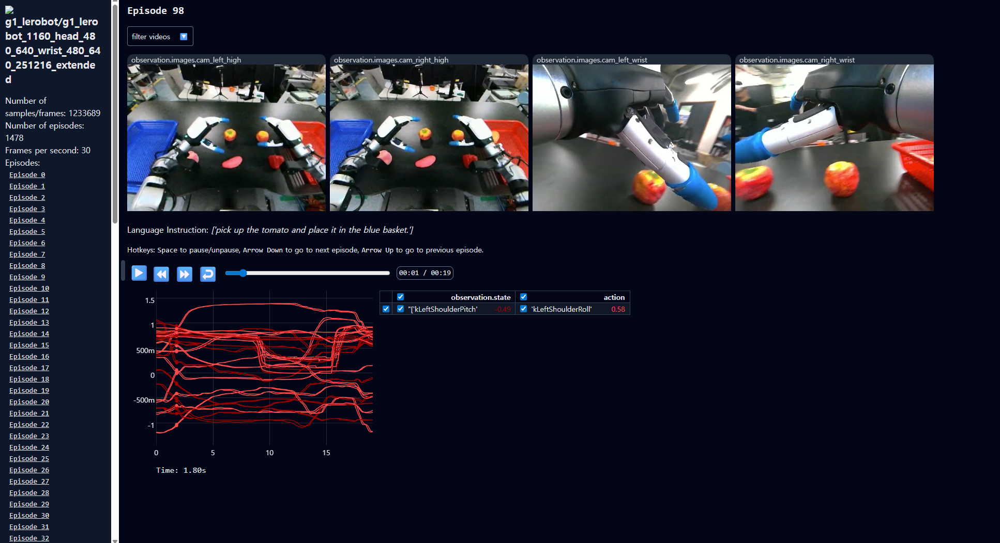 g1_lerobot/g1_lero
bot_1160_head_48
0_640_wrist_480_64
0_251216_extende
d
Number of
samples/frames: 1233689
Number of episodes:
1478
Frames per second: 30
Episodes:
Episode 0
Episode 1
Episode 2
Episode 3
Episode 4
Episode 5
Episode 6
Episode 7
Episode 8
Episode 9
Episode 10
Episode 11
Episode 12
Episode 13
Episode 14
Episode 15
Episode 16
Episode 17
Episode 18
Episode 19
Episode 20
Episode 21
Episode 22
Episode 23
Episode 24
Episode 25
Episode 26
Episode 27
Episode 28
Episode 29
Episode 30
Episode 31
Episode 32
Episode 98
filter videos
observation.images.cam_left_high
observation.images.cam_right_high
observation.images.cam_left_wrist
observation.images.cam_right_wrist
Language Instruction: ['pick up the tomato and place it in the blue basket.']
Hotkeys: Space to pause/unpause, Arrow Down to go to next episode, Arrow Up to go to previous episode.
00:01 / 00:19
1.5
1
500m
0
-500m
-1
0 5 10 15
Time: 1.80s
observation.state action
"['kLeftShoulderPitch' -0.49 'kLeftShoulderRoll' 0.58